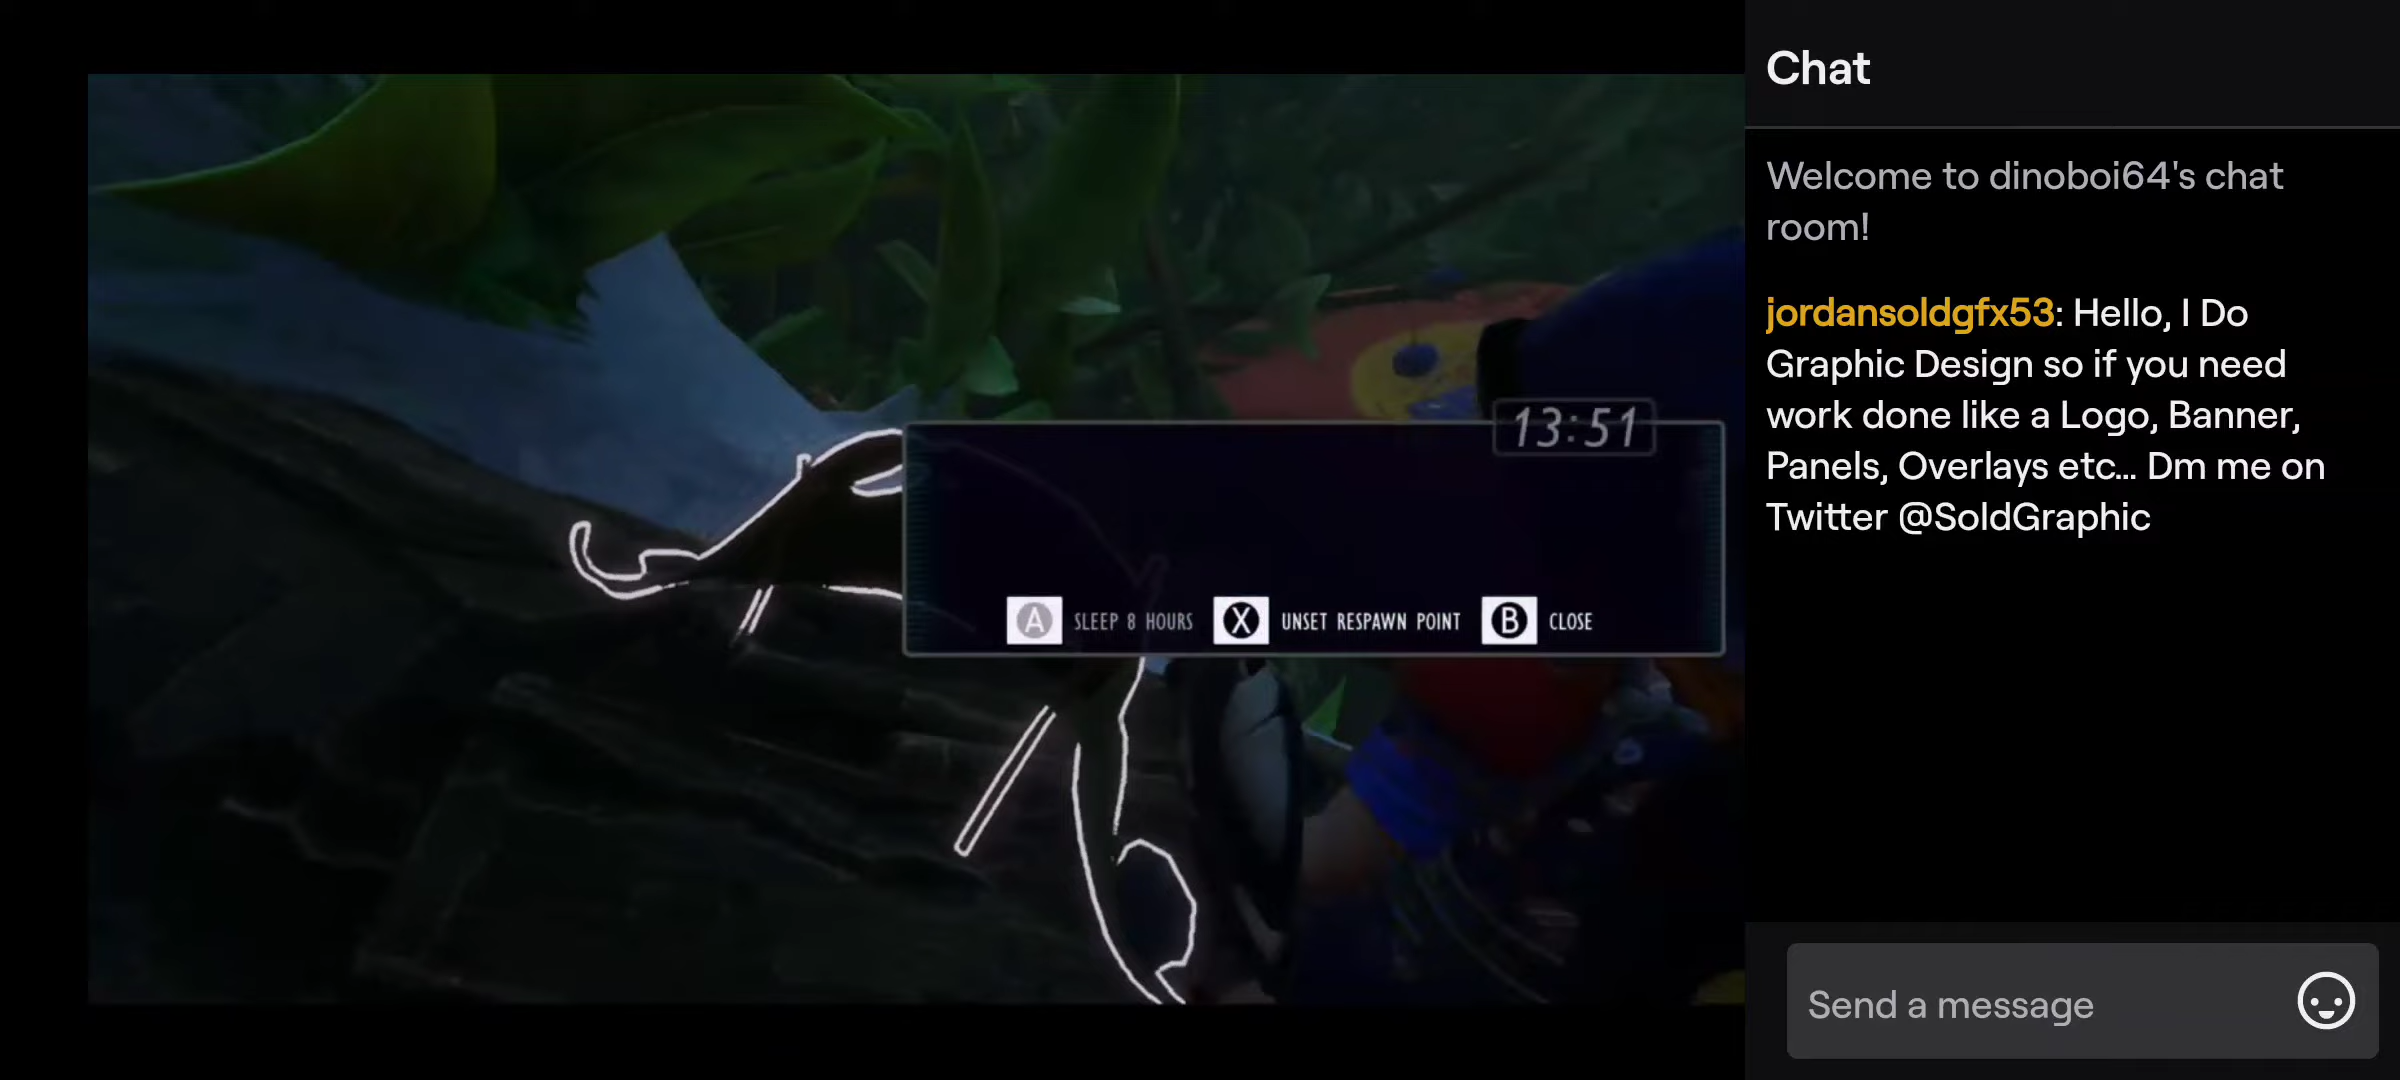 Chat
Welcome to dinoboi64's chat
room!
jordansoldgfx53: Hello, I Do
Graphic Design so if you need
work done like a Logo, Banner,
Panels, Overlays etc... Dm me on
Twitter @SoldGraphic
13:51
A SLEEP 8 HOURS X UNSET RESPAWN POINT B CLOSE
Send a message